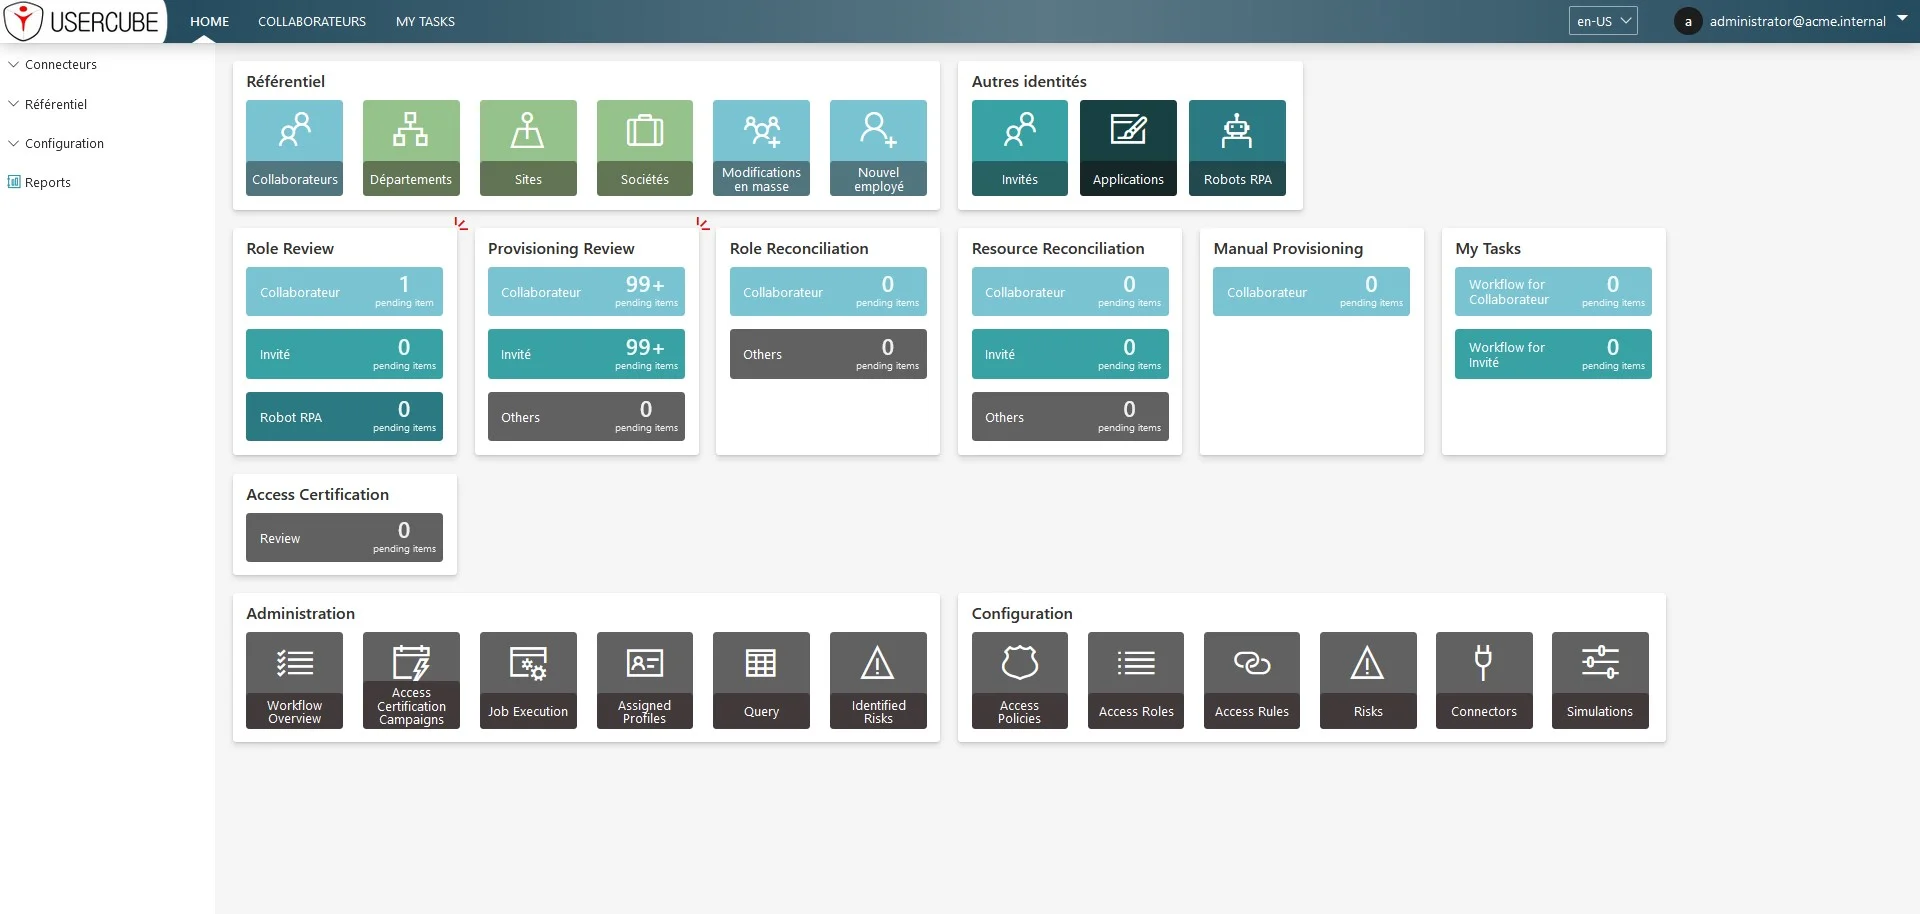 USERCUBE
HOME
COLLABORATEURS
MY TASKS
en-US
a
administrator@acme.internal
Connecteurs
Référentiel
Configuration
Reports
Référentiel
Collaborateurs
Départements
Sites
Sociétés
Modifications
en masse
Nouvel
employé
Autres identités
Invités
Applications
Robots RPA
Role Review
Collaborateur
1
pending item
Invité
0
pending items
Robot RPA
0
pending items
Provisioning Review
Collaborateur
99+
pending items
Invité
99+
pending items
Others
0
pending items
Role Reconciliation
Collaborateur
0
pending items
Others
0
pending items
Resource Reconciliation
Collaborateur
0
pending items
Invité
0
pending items
Others
0
pending items
Manual Provisioning
Collaborateur
0
pending items
My Tasks
Workflow for
Collaborateur
0
pending items
Workflow for
Invité
0
pending items
Access Certification
Review
0
pending items
Administration
Workflow
Overview
Access
Certification
Campaigns
Job Execution
Assigned
Profiles
Query
Identified
Risks
Configuration
Access
Policies
Access Roles
Access Rules
Risks
Connectors
Simulations